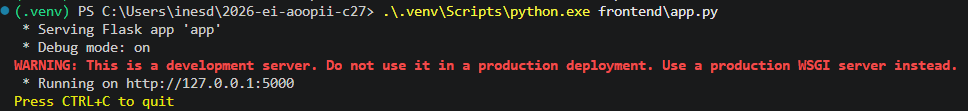 (.venv) PS C:\Users\inesd\2026-ei-aoopii-c27> .\.venv\Scripts\python.exe frontend\app.py
 * Serving Flask app 'app'
 * Debug mode: on
WARNING: This is a development server. Do not use it in a production deployment. Use a production WSGI server instead.
 * Running on http://127.0.0.1:5000
Press CTRL+C to quit